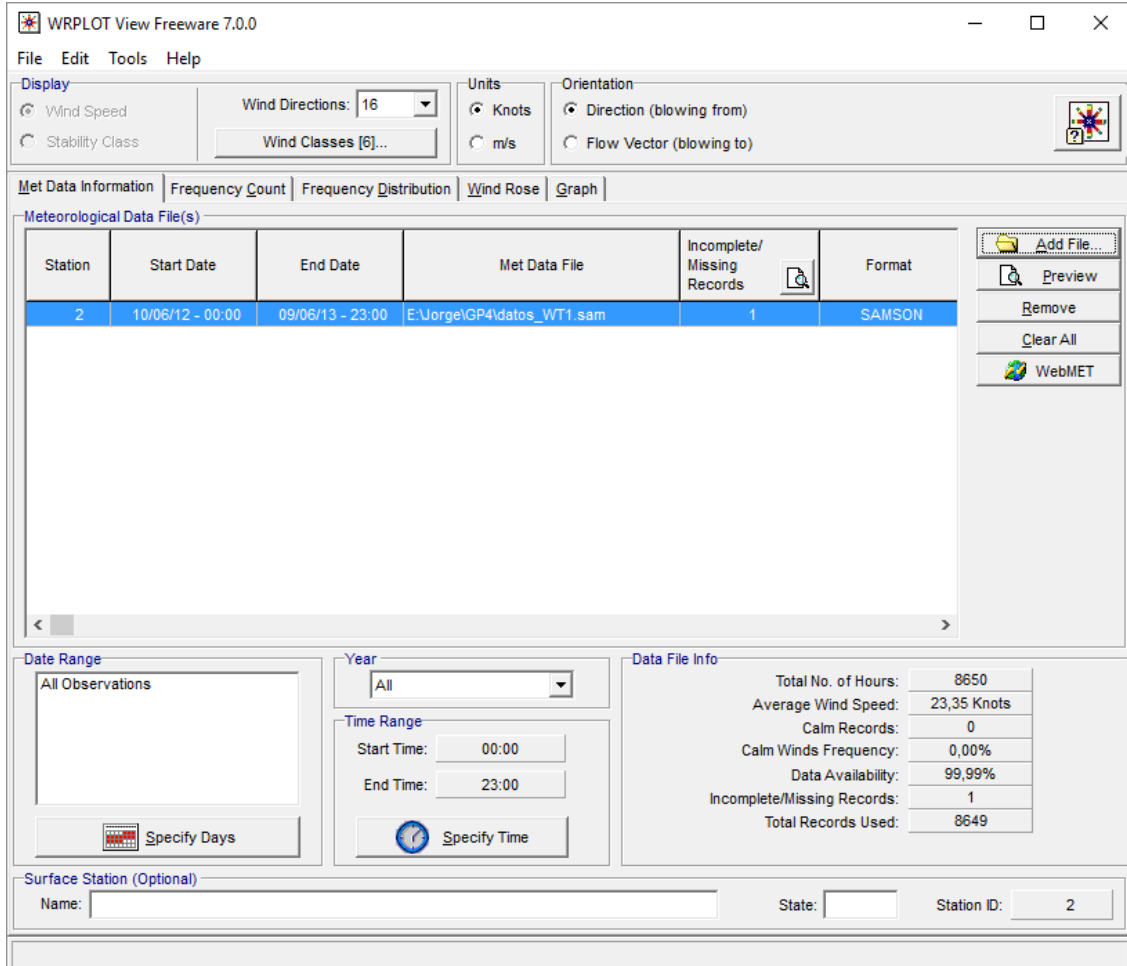 WRPLOT View Freeware 7.0.0
File Edit Tools Help
Display
Wind Speed
Stability Class
Wind Directions: 16
Wind Classes [6]...
Units
Knots
m/s
Orientation
Direction (blowing from)
Flow Vector (blowing to)
?
Met Data Information Frequency Count Frequency Distribution Wind Rose Graph
Meteorological Data File(s)
Station Start Date End Date Met Data File Incomplete/ Missing Records Format
2 10/06/12 - 00:00 09/06/13 - 23:00 E:\Jorge\GP4\datos_WT1.sam 1 SAMSON
Add File...
Preview
Remove
Clear All
WebMET
Date Range
All Observations
Specify Days
Year
All
Time Range
Start Time: 00:00
End Time: 23:00
Specify Time
Data File Info
Total No. of Hours: 8650
Average Wind Speed: 23,35 Knots
Calm Records: 0
Calm Winds Frequency: 0,00%
Data Availability: 99,99%
Incomplete/Missing Records: 1
Total Records Used: 8649
Surface Station (Optional)
Name: State: Station ID: 2